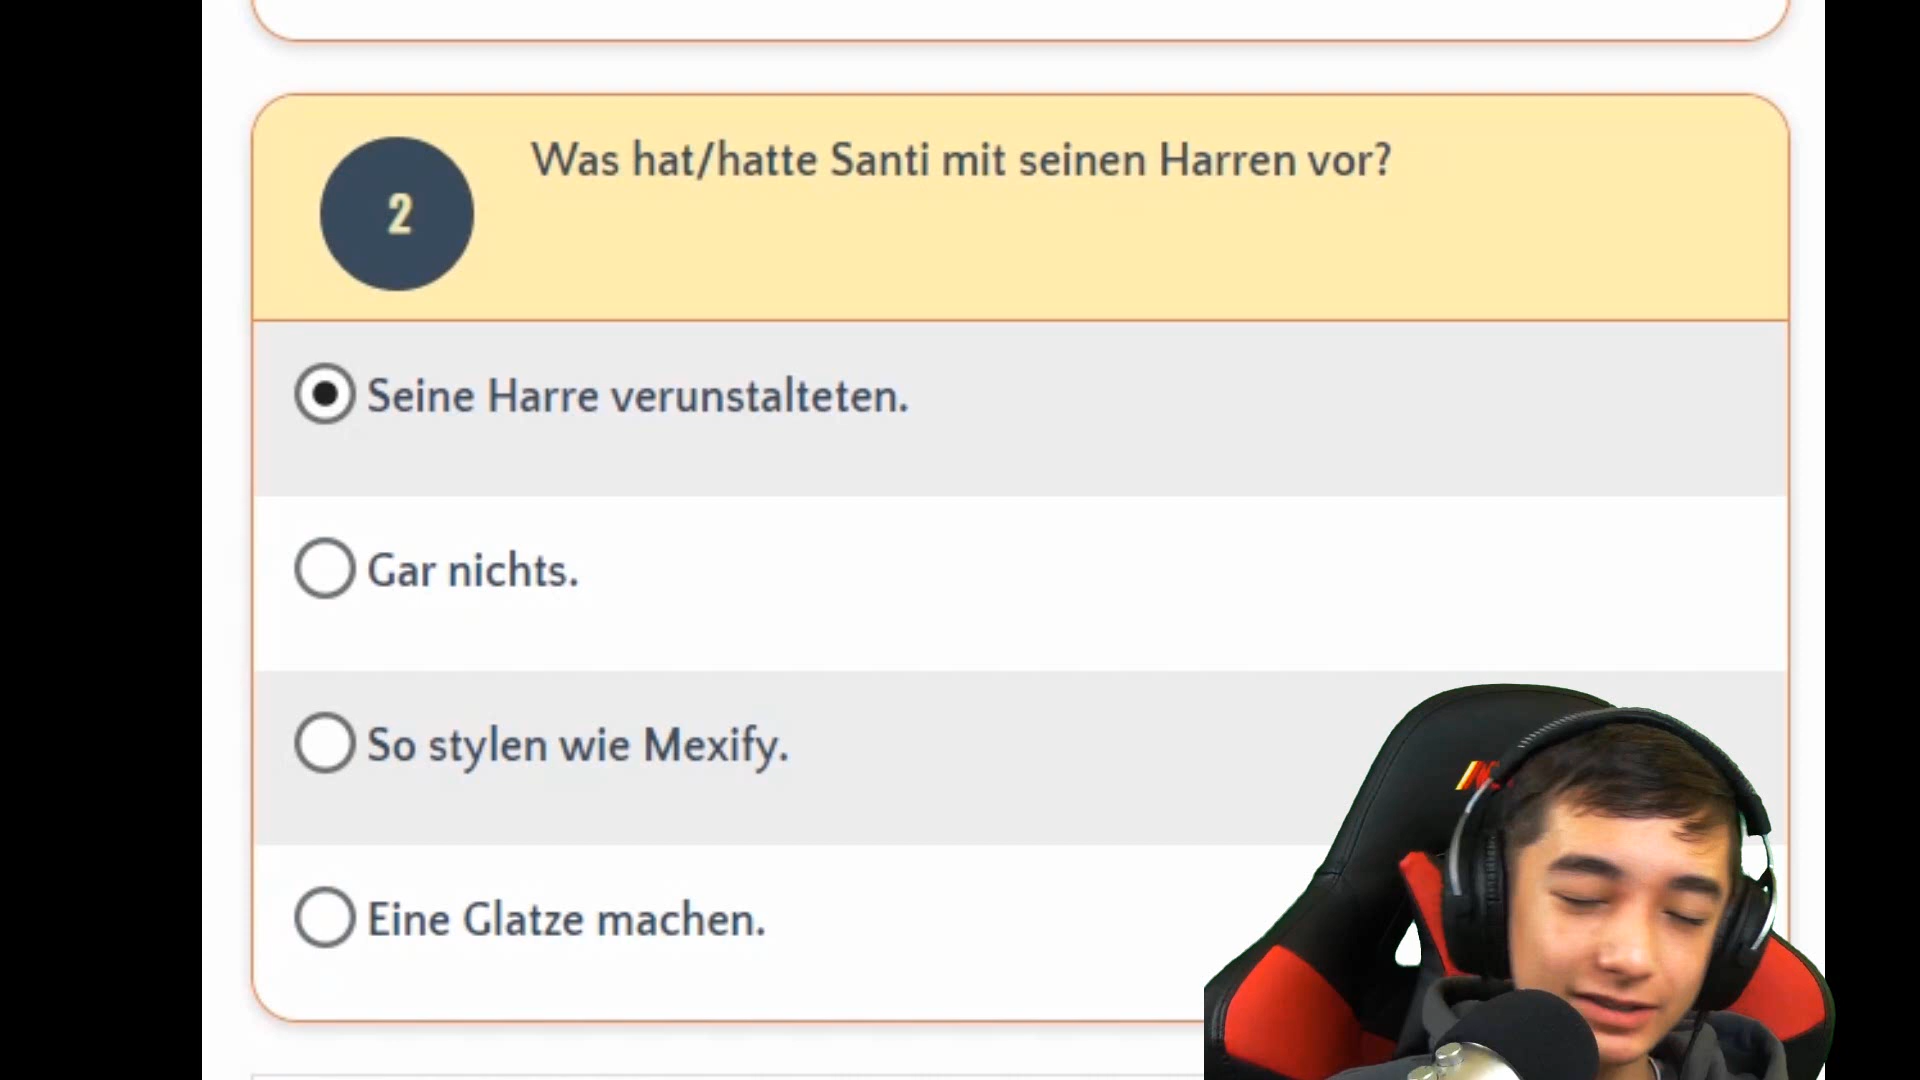 2
Was hat/hatte Santi mit seinen Harren vor?
Seine Harre verunstalteten.
Gar nichts.
So stylen wie Mexify.
Eine Glatze machen.